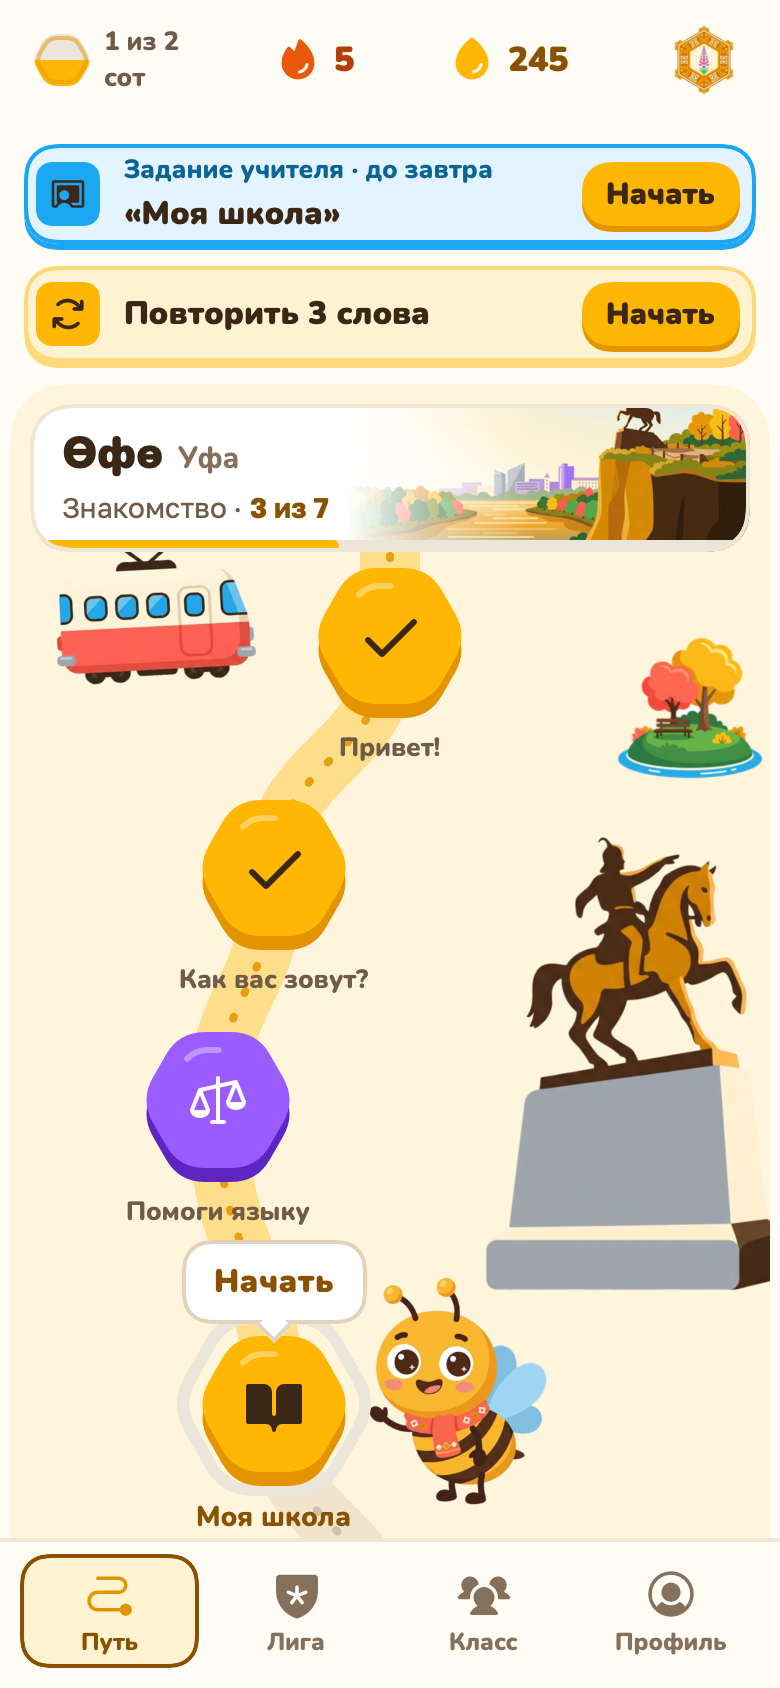 1 из 2
сот
5
245
Задание учителя · до завтра
«Моя школа»
Начать
Повторить 3 слова
Начать
Өфө Уфа
Знакомство · 3 из 7
Привет!
Как вас зовут?
Помоги языку
Начать
Моя школа
Путь
Лига
Класс
Профиль